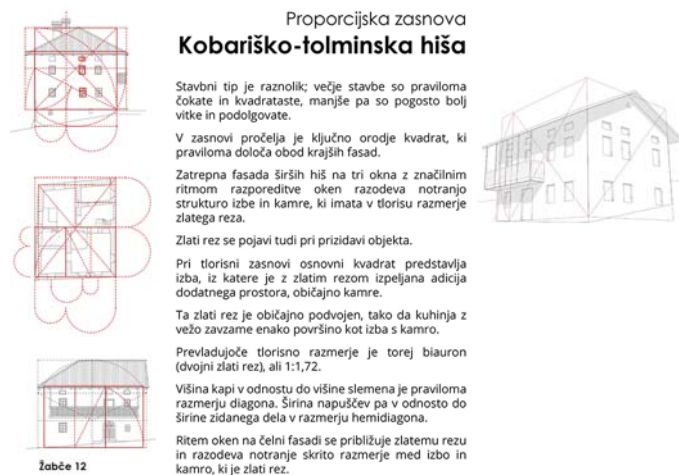 Proporcijska zasnova
Kobariško-tolminska hiša
Stavbni tip je raznolik; večje stavbe so praviloma
čokate in kvadrataste, manjše pa so pogosto bolj
vitke in podolgovate.
V zasnovi pročelja je ključno orodje kvadrat, ki
praviloma določa obod krajših fasad.
Zatrepna fasada širših hiš na tri okna z značilnim
ritmom razporeditve oken razodeva notranjo
strukturo izbe in kamre, ki imata v tlorisu razmerje
zlatega reza.
Zlati rez se pojavi tudi pri prizidavi objekta.
Pri tlorisni zasnovi osnovni kvadrat predstavlja
izba, iz katere je z zlatim rezom izpeljana adicija
dodatnega prostora, običajno kamre.
Ta zlati rez je običajno podvojen, tako da kuhinja z
vežo zavzame enako površino kot izba s kamro.
Prevladujoče tlorisno razmerje je torej biauron
(dvojni zlati rez), ali 1:1,72.
Višina kapi v odnostu do višine slemena je praviloma
razmerju diagona. Širina napuščev pa v odnosto do
širine zidanega dela v razmerju hemidiagona.
Ritem oken na čelni fasadi se približuje zlatemu rezu
in razodeva notranje skrito razmerje med izbo in
kamro, ki je zlati rez.
Žabče 12